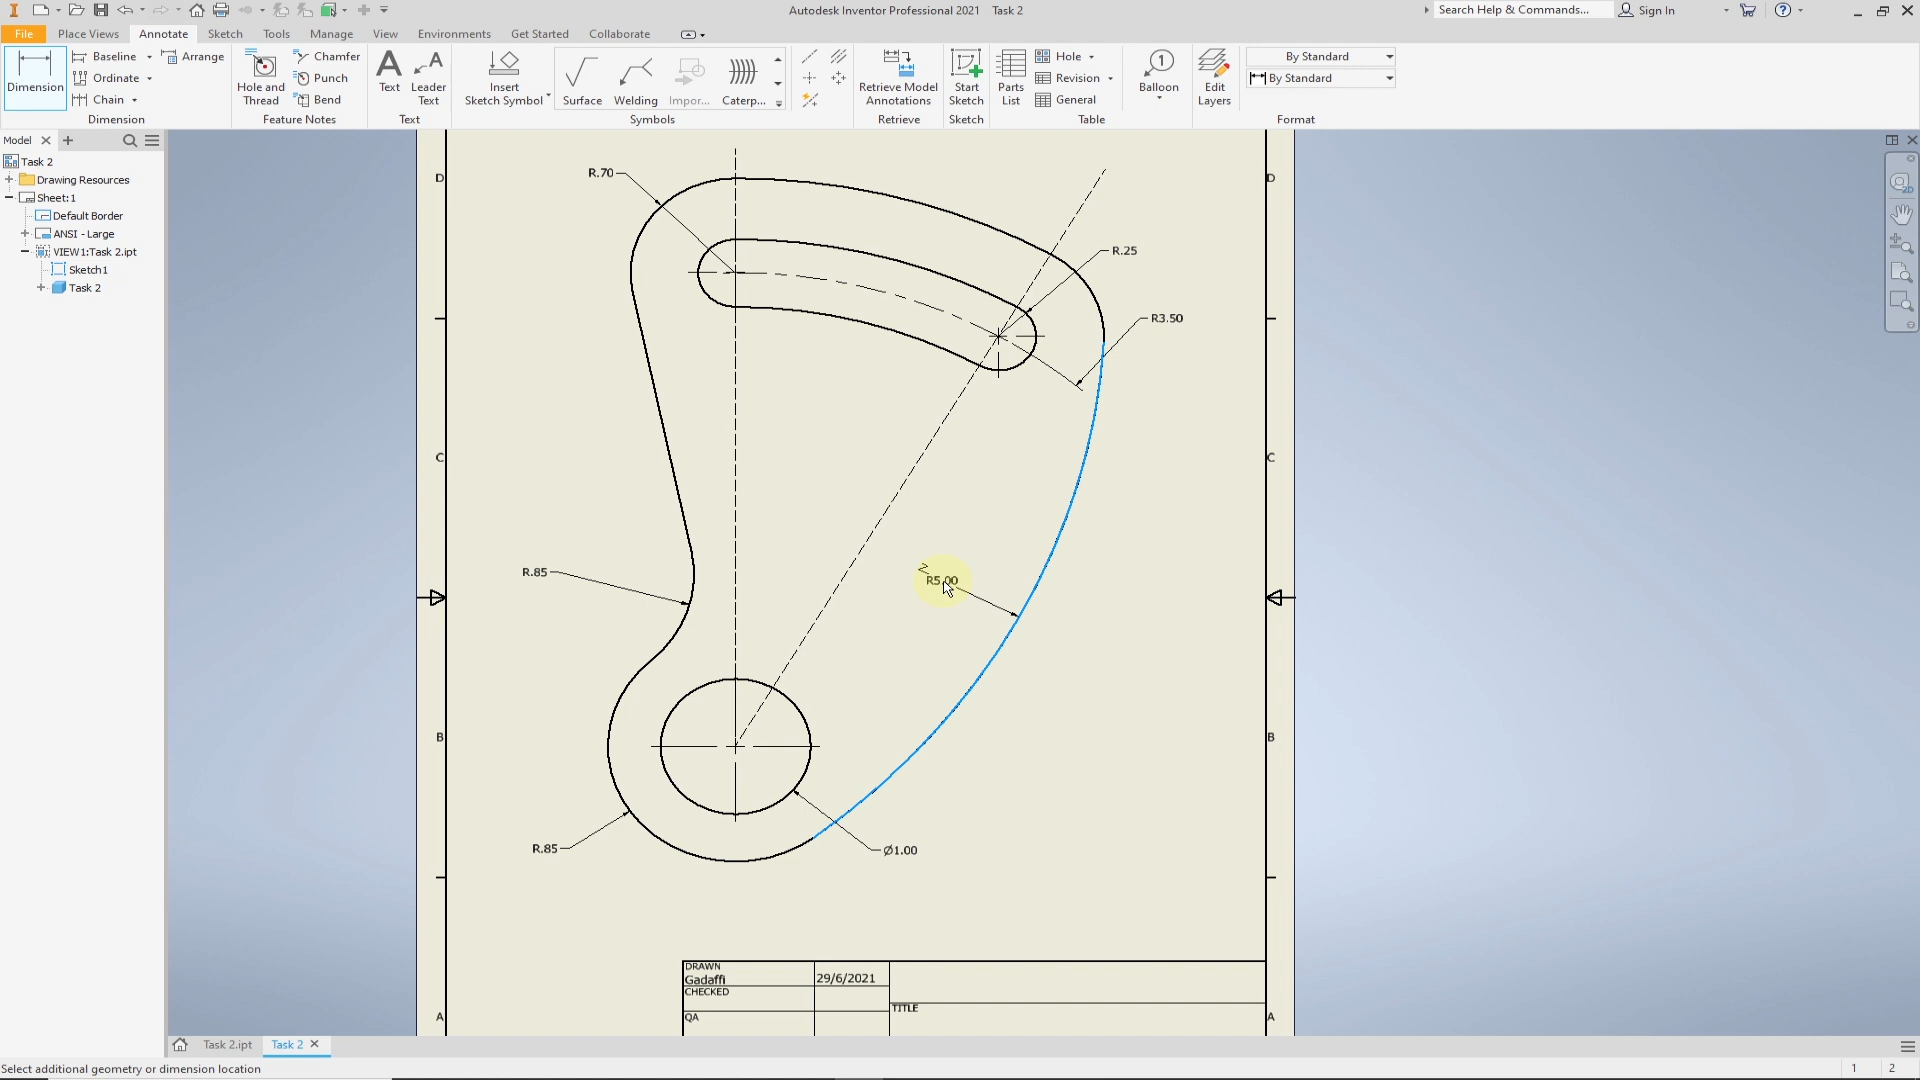 Autodesk Inventor Professional 2021 Task 2
Search Help & Commands...
Sign In
File Place Views Annotate Sketch Tools Manage View Environments Get Started Collaborate
Dimension
Baseline
Ordinate
Chain
Arrange
Dimension
Hole and Thread
Chamfer
Punch
Bend
Feature Notes
Text
Leader Text
Text
Insert Sketch Symbol
Surface
Welding
Impor...
Caterp...
Symbols
Retrieve Model Annotations
Retrieve
Start Sketch
Sketch
Parts List
Hole
Revision
General
Table
Balloon
Edit Layers
By Standard
By Standard
Format
Model
Task 2
Drawing Resources
Sheet:1
Default Border
ANSI - Large
VIEW1:Task 2.ipt
Sketch1
Task 2
D
D
C
C
B
B
A
A
R.70
R.25
R3.50
R.85
R5.00
R.85
Ø1.00
DRAWN
Gadaffi
29/6/2021
CHECKED
QA
TITLE
Task 2.ipt
Task 2
Select additional geometry or dimension location
1
2